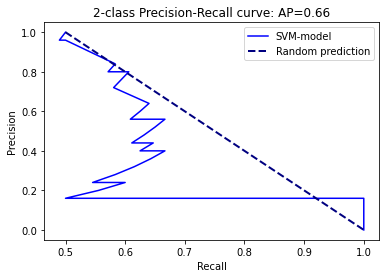 2-class Precision-Recall curve: AP=0.66
SVM-model
Random prediction
Precision
1.0
0.8
0.6
0.4
0.2
0.0
0.5
0.6
0.7
0.8
0.9
1.0
Recall